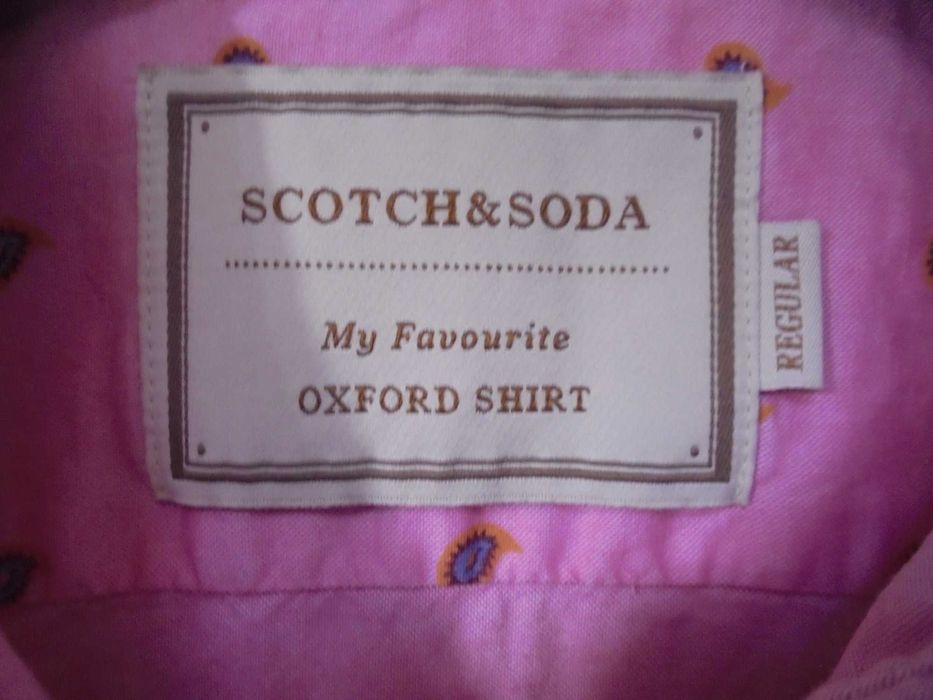 SCOTCH&SODA
My Favourite
OXFORD SHIRT
REGULAR